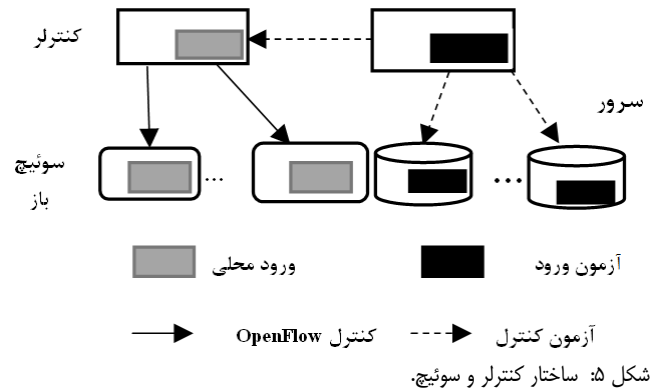 کنترلر
سرور
سوئیچ
باز
...
...
ورود محلی
آزمون ورود
کنترل OpenFlow
آزمون کنترل
شکل ۵: ساختار کنترلر و سوئیچ.